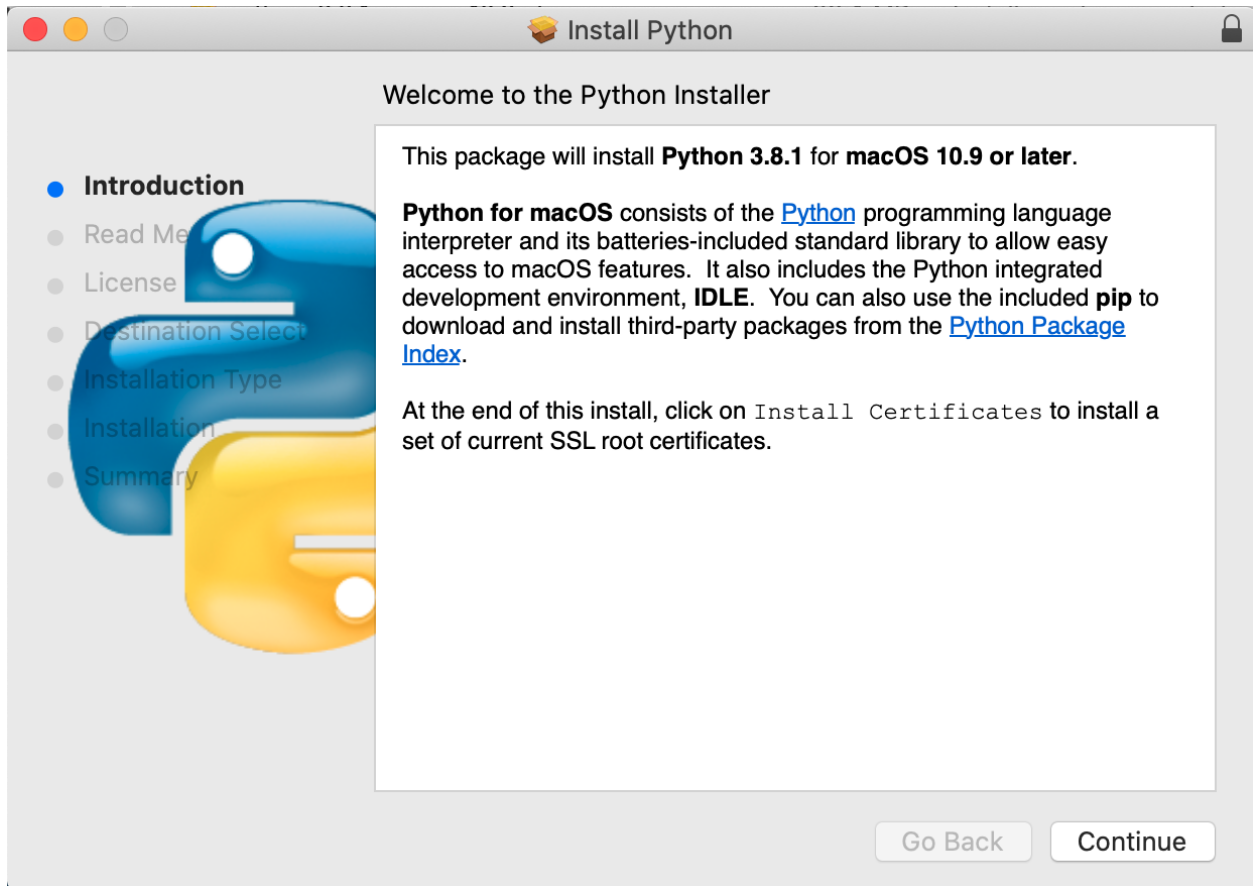 Install Python
Welcome to the Python Installer
Introduction
Read Me
License
Destination Select
Installation Type
Installation
Summary
This package will install Python 3.8.1 for macOS 10.9 or later.
Python for macOS consists of the Python programming language
interpreter and its batteries-included standard library to allow easy
access to macOS features. It also includes the Python integrated
development environment, IDLE. You can also use the included pip to
download and install third-party packages from the Python Package
Index.
At the end of this install, click on Install Certificates to install a
set of current SSL root certificates.
Go Back
Continue